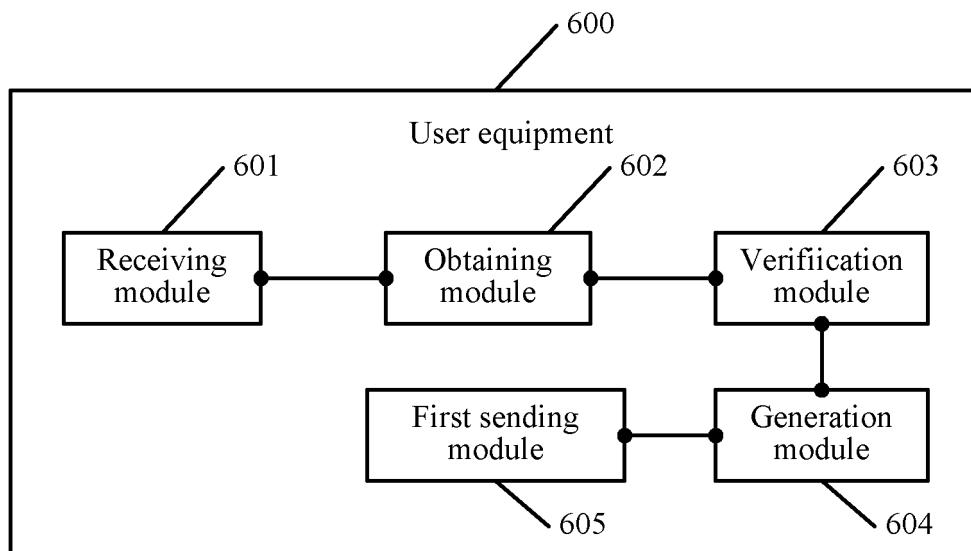 600
User equipment
601
602
603
Receiving
module
Obtaining
module
Verifiication
module
First sending
module
Generation
module
605
604